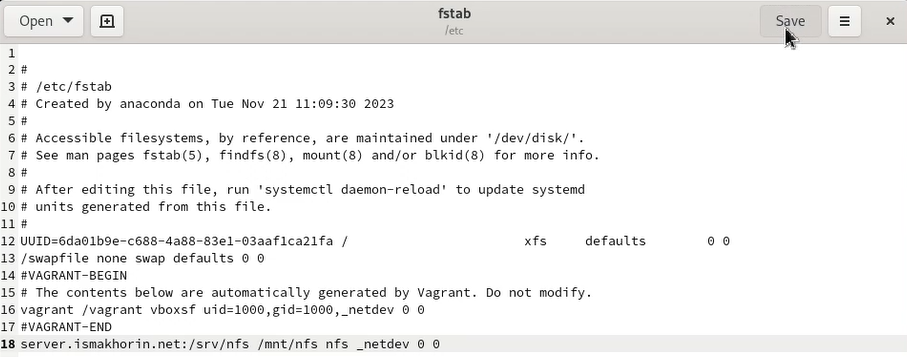 Open
fstab
/etc
Save
1
2 #
3 # /etc/fstab
4 # Created by anaconda on Tue Nov 21 11:09:30 2023
5 #
6 # Accessible filesystems, by reference, are maintained under '/dev/disk/'.
7 # See man pages fstab(5), findfs(8), mount(8) and/or blkid(8) for more info.
8 #
9 # After editing this file, run 'systemctl daemon-reload' to update systemd
10 # units generated from this file.
11 #
12 UUID=6da01b9e-c688-4a88-83e1-03aaf1ca21fa / xfs defaults 0 0
13 /swapfile none swap defaults 0 0
14 #VAGRANT-BEGIN
15 # The contents below are automatically generated by Vagrant. Do not modify.
16 vagrant /vagrant vboxsf uid=1000,gid=1000,_netdev 0 0
17 #VAGRANT-END
18 server.ismakhorin.net:/srv/nfs /mnt/nfs nfs _netdev 0 0